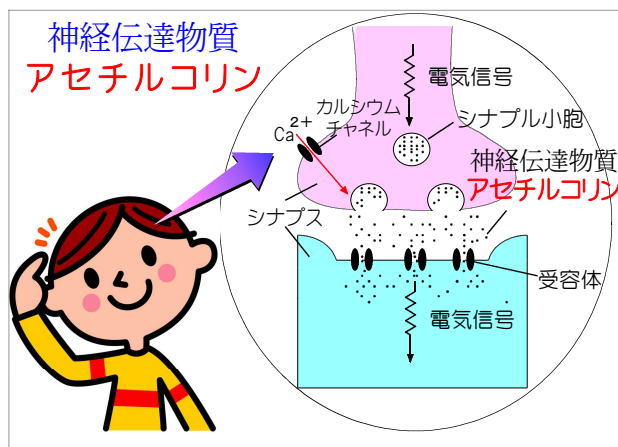 神経伝達物質
アセチルコリン
電気信号
カルシウム
チャネル
Ca2+
シナプル小胞
神経伝達物質
アセチルコリン
シナプス
受容体
電気信号